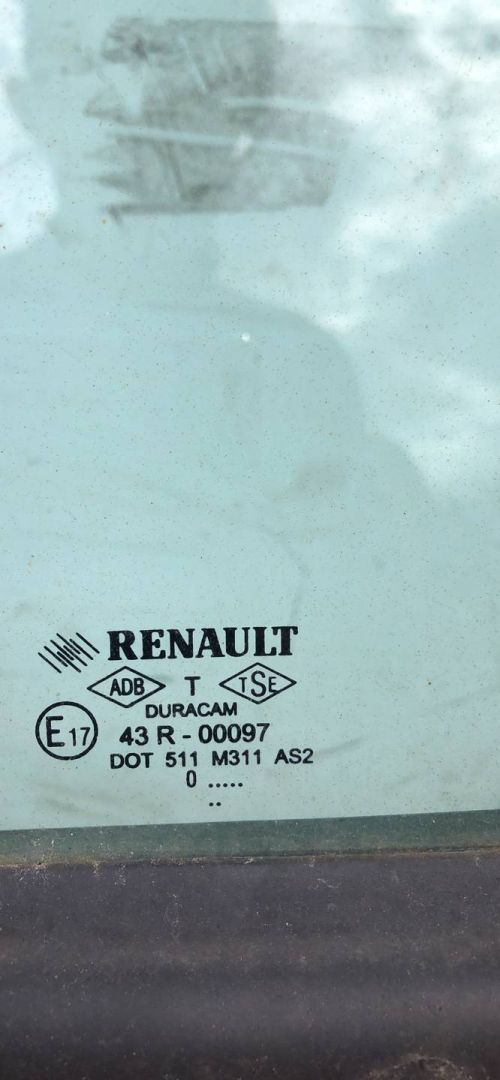 RENAULT
ADB T TSE
DURACAM
E17 43 R - 00097
DOT 511 M311 AS2
0 .....
..